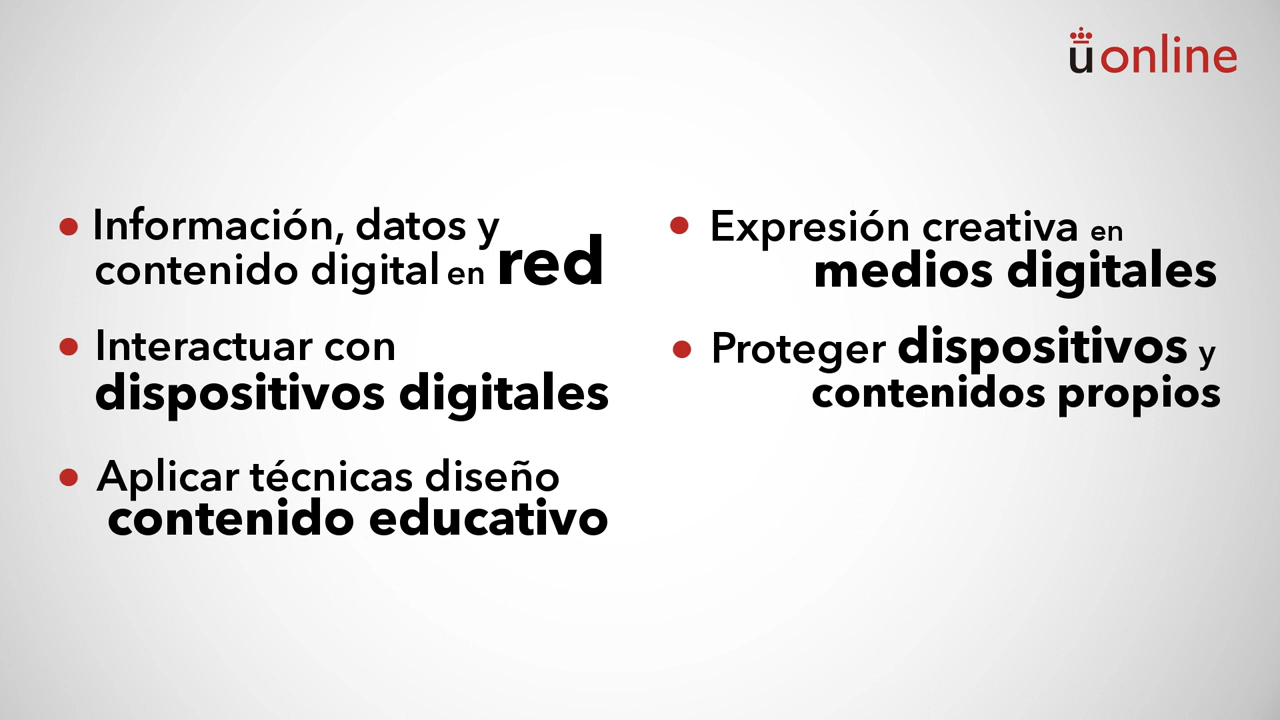 uonline
Información, datos y
contenido digital en red
Interactuar con
dispositivos digitales
Aplicar técnicas diseño
contenido educativo
Expresión creativa en
medios digitales
Proteger dispositivos y
contenidos propios